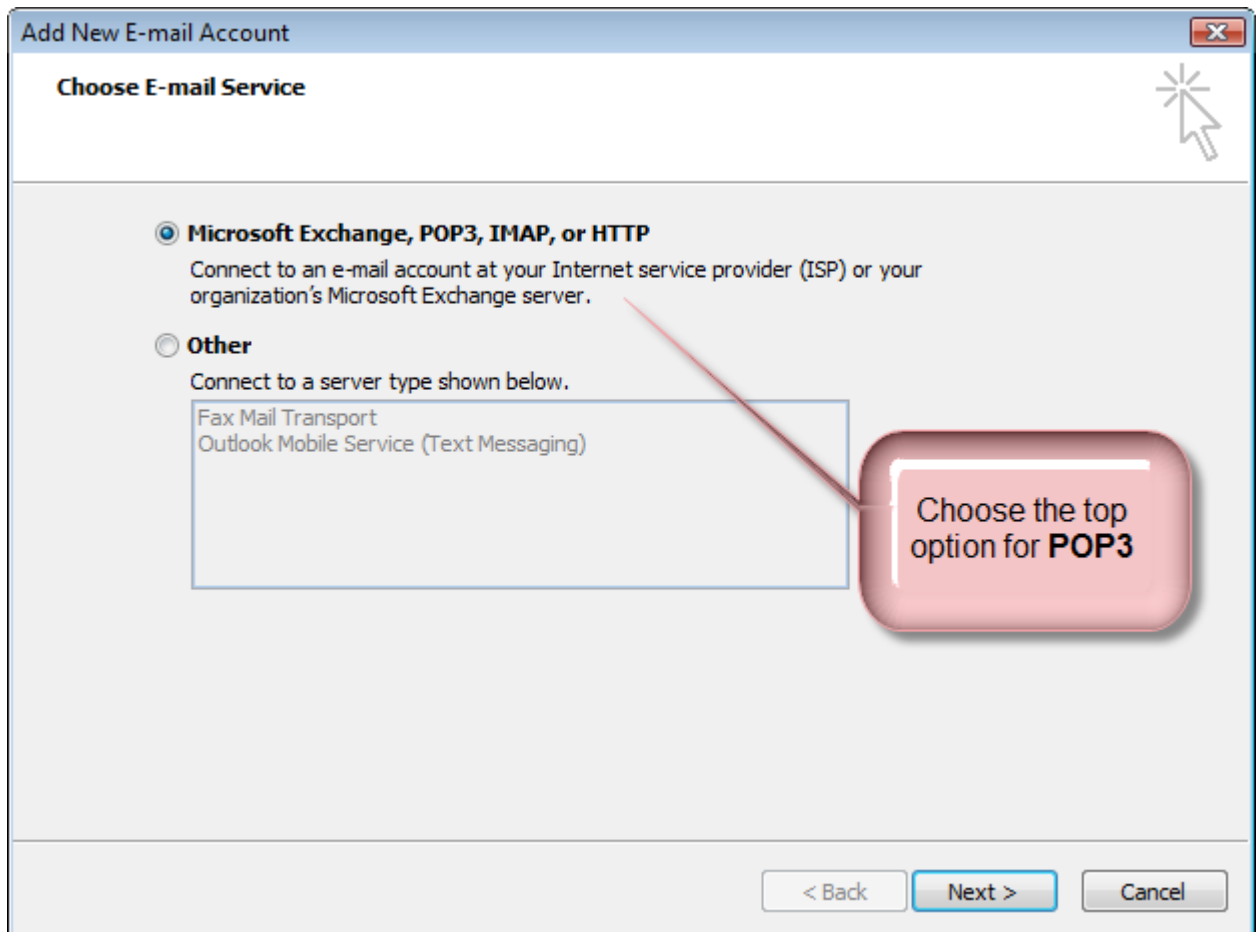 Add New E-mail Account
Choose E-mail Service
Microsoft Exchange, POP3, IMAP, or HTTP
Connect to an e-mail account at your Internet service provider (ISP) or your
organization's Microsoft Exchange server.
Other
Connect to a server type shown below.
Fax Mail Transport
Outlook Mobile Service (Text Messaging)
Choose the top
option for POP3
< Back
Next >
Cancel